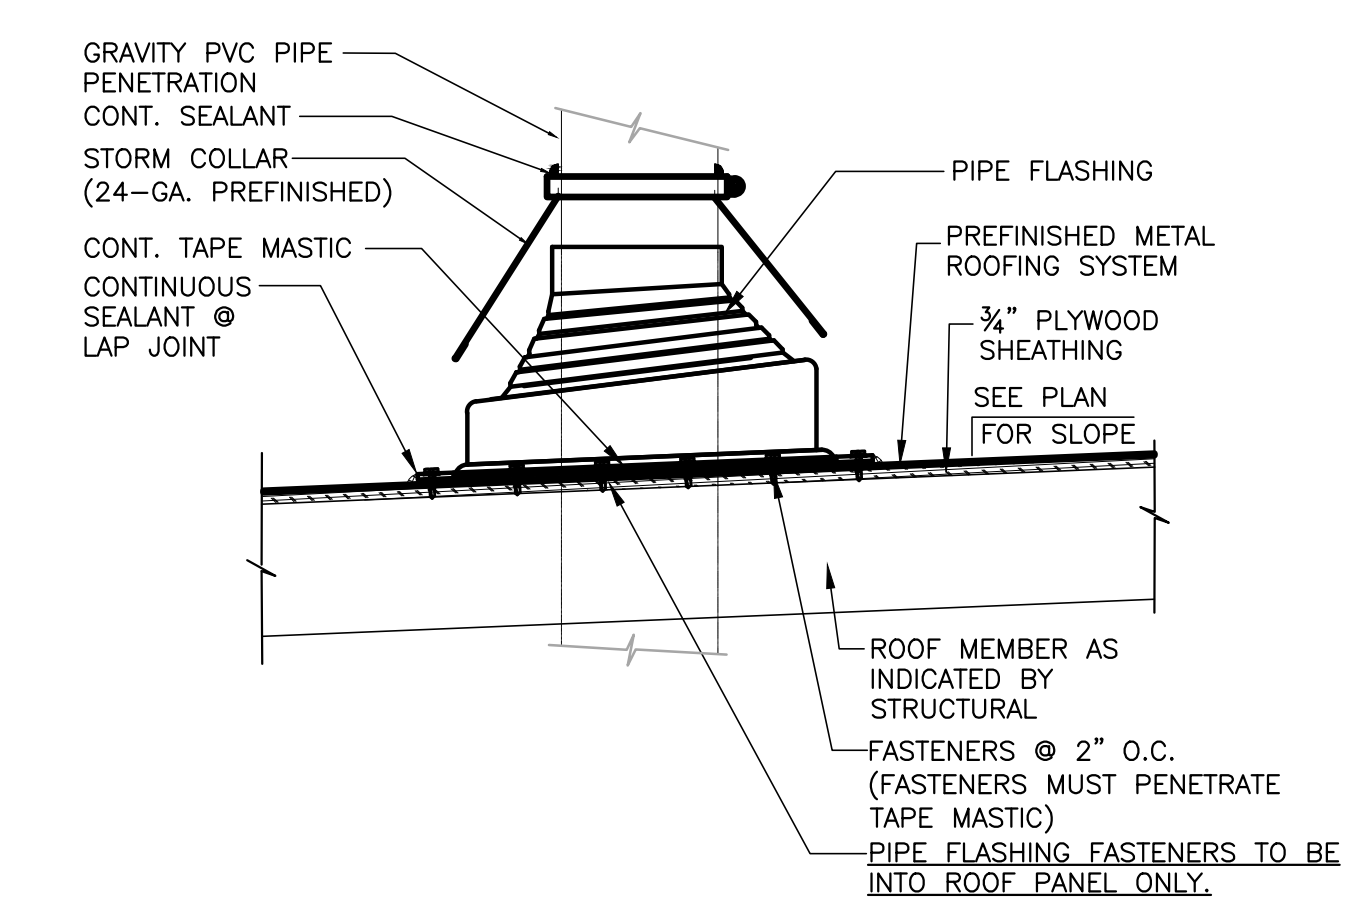 GRAVITY PVC PIPE
PENETRATION
CONT. SEALANT
STORM COLLAR
(24-GA. PREFINISHED)
CONT. TAPE MASTIC
CONTINUOUS
SEALANT @
LAP JOINT
PIPE FLASHING
PREFINISHED METAL
ROOFING SYSTEM
¾” PLYWOOD
SHEATHING
SEE PLAN
FOR SLOPE
ROOF MEMBER AS
INDICATED BY
STRUCTURAL
FASTENERS @ 2” O.C.
(FASTENERS MUST PENETRATE
TAPE MASTIC)
PIPE FLASHING FASTENERS TO BE
INTO ROOF PANEL ONLY.